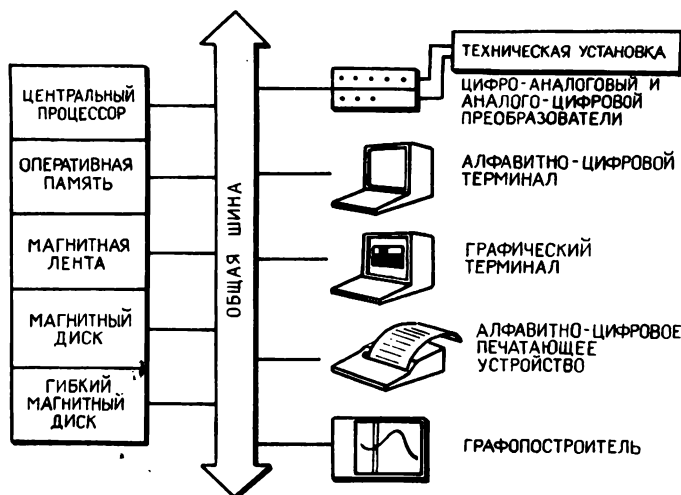 ЦЕНТРАЛЬНЫЙ
ПРОЦЕССОР
ОПЕРАТИВНАЯ
ПАМЯТЬ
МАГНИТНАЯ
ЛЕНТА
МАГНИТНЫЙ
ДИСК
ГИБКИЙ
МАГНИТНЫЙ
ДИСК
ОБЩАЯ ШИНА
ТЕХНИЧЕСКАЯ УСТАНОВКА
ЦИФРО-АНАЛОГОВЫЙ И
АНАЛОГО-ЦИФРОВОЙ
ПРЕОБРАЗОВАТЕЛИ
АЛФАВИТНО-ЦИФРОВОЙ
ТЕРМИНАЛ
ГРАФИЧЕСКИЙ
ТЕРМИНАЛ
АЛФАВИТНО-ЦИФРОВОЕ
ПЕЧАТАЮЩЕЕ
УСТРОЙСТВО
ГРАФОПОСТРОИТЕЛЬ